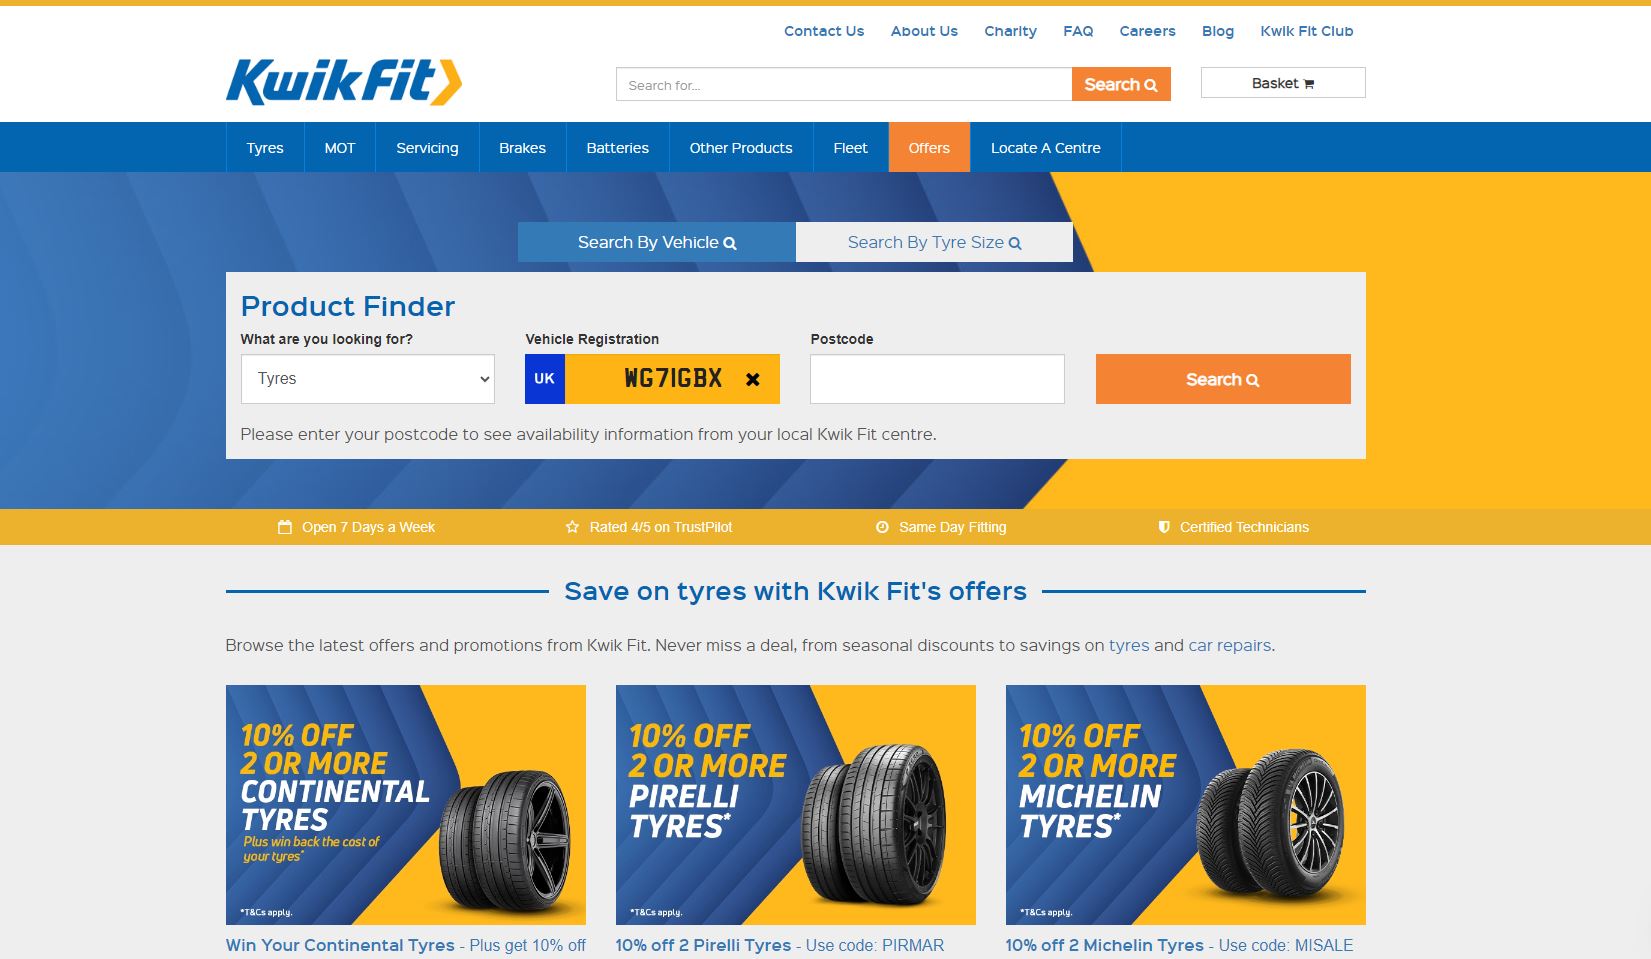 Contact Us About Us Charity FAQ Careers Blog Kwik Fit Club
Kwik Fit
Search for... Search Basket
Tyres MOT Servicing Brakes Batteries Other Products Fleet Offers Locate A Centre
Search By Vehicle Search By Tyre Size
Product Finder
What are you looking for? Vehicle Registration Postcode
Tyres UK WG71GBX Search
Please enter your postcode to see availability information from your local Kwik Fit centre.
Open 7 Days a Week Rated 4/5 on TrustPilot Same Day Fitting Certified Technicians
Save on tyres with Kwik Fit's offers
Browse the latest offers and promotions from Kwik Fit. Never miss a deal, from seasonal discounts to savings on tyres and car repairs.
10% OFF
2 OR MORE
CONTINENTAL
TYRES
Plus win back the cost of
your tyres*
*T&Cs apply.
10% OFF
2 OR MORE
PIRELLI
TYRES*
*T&Cs apply.
10% OFF
2 OR MORE
MICHELIN
TYRES*
*T&Cs apply.
Win Your Continental Tyres - Plus get 10% off
10% off 2 Pirelli Tyres - Use code: PIRMAR
10% off 2 Michelin Tyres - Use code: MISALE